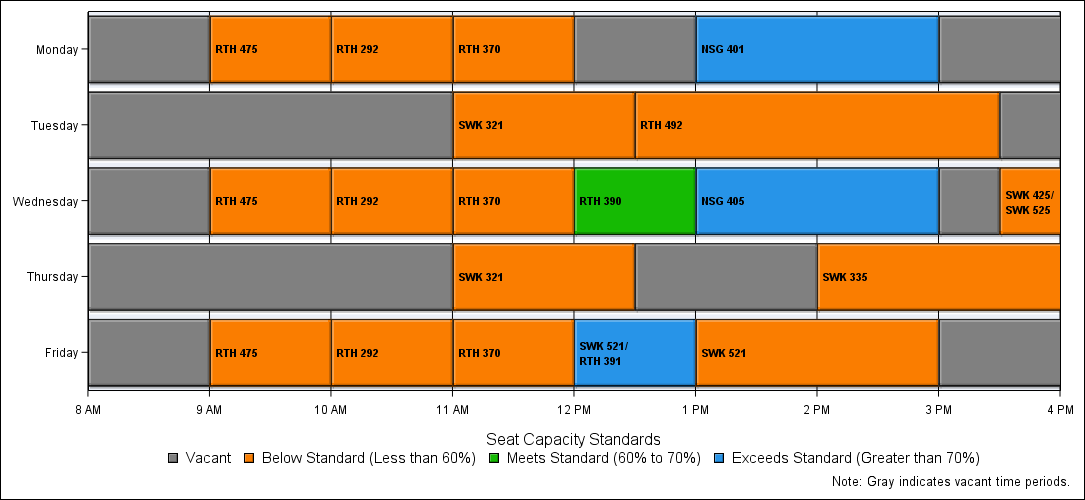 Monday
RTH 475
RTH 292
RTH 370
NSG 401
Tuesday
SWK 321
RTH 492
Wednesday
RTH 475
RTH 292
RTH 370
RTH 390
NSG 405
SWK 425/
SWK 525
Thursday
SWK 321
SWK 335
Friday
RTH 475
RTH 292
RTH 370
SWK 521/
RTH 391
SWK 521
8 AM
9 AM
10 AM
11 AM
12 PM
1 PM
2 PM
3 PM
4 PM
Seat Capacity Standards
Vacant
Below Standard (Less than 60%)
Meets Standard (60% to 70%)
Exceeds Standard (Greater than 70%)
Note: Gray indicates vacant time periods.